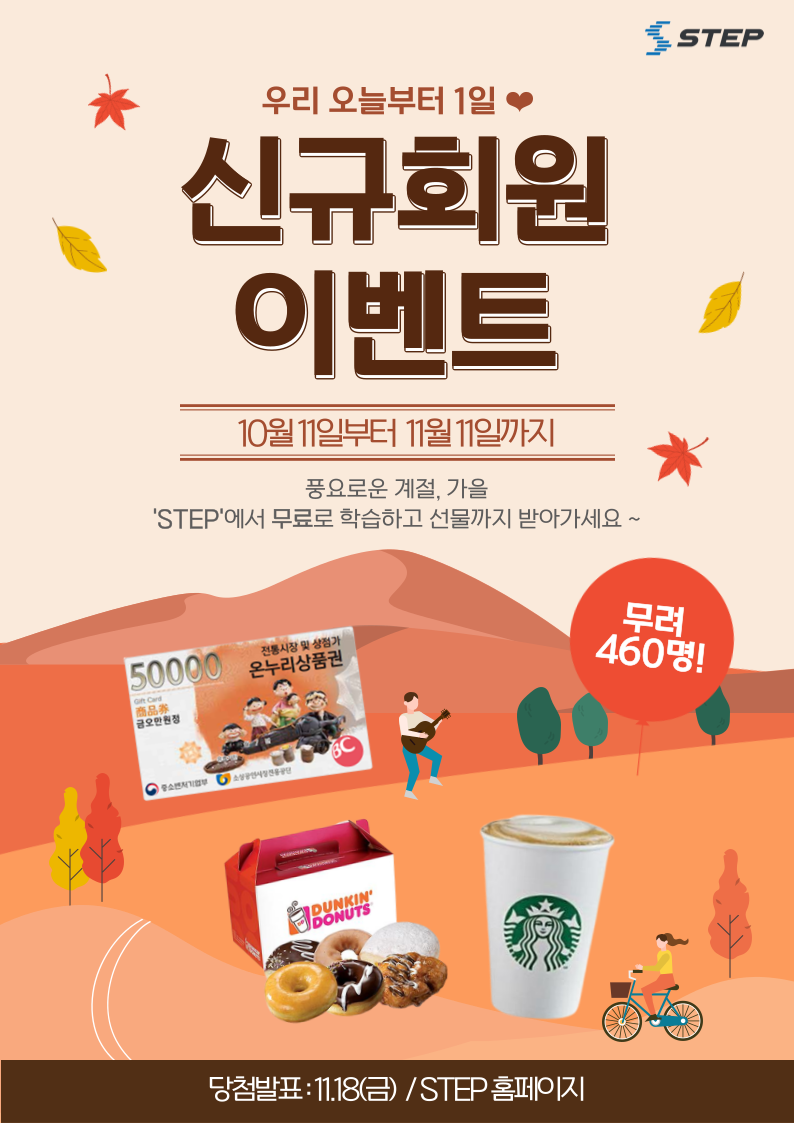 STEP
우리 오늘부터 1일 ❤
신규회원
이벤트
10월 11일부터 11월 11일까지
풍요로운 계절, 가을
'STEP'에서 무료로 학습하고 선물까지 받아가세요 ~
무려
460명!
전통시장 및 상점가
50000
온누리상품권
Gift Card
商品券
금오만원정
BC
중소벤처기업부
소상공인시장진흥공단
DUNKIN'
DONUTS
당첨발표 : 11.18(금) / STEP 홈페이지